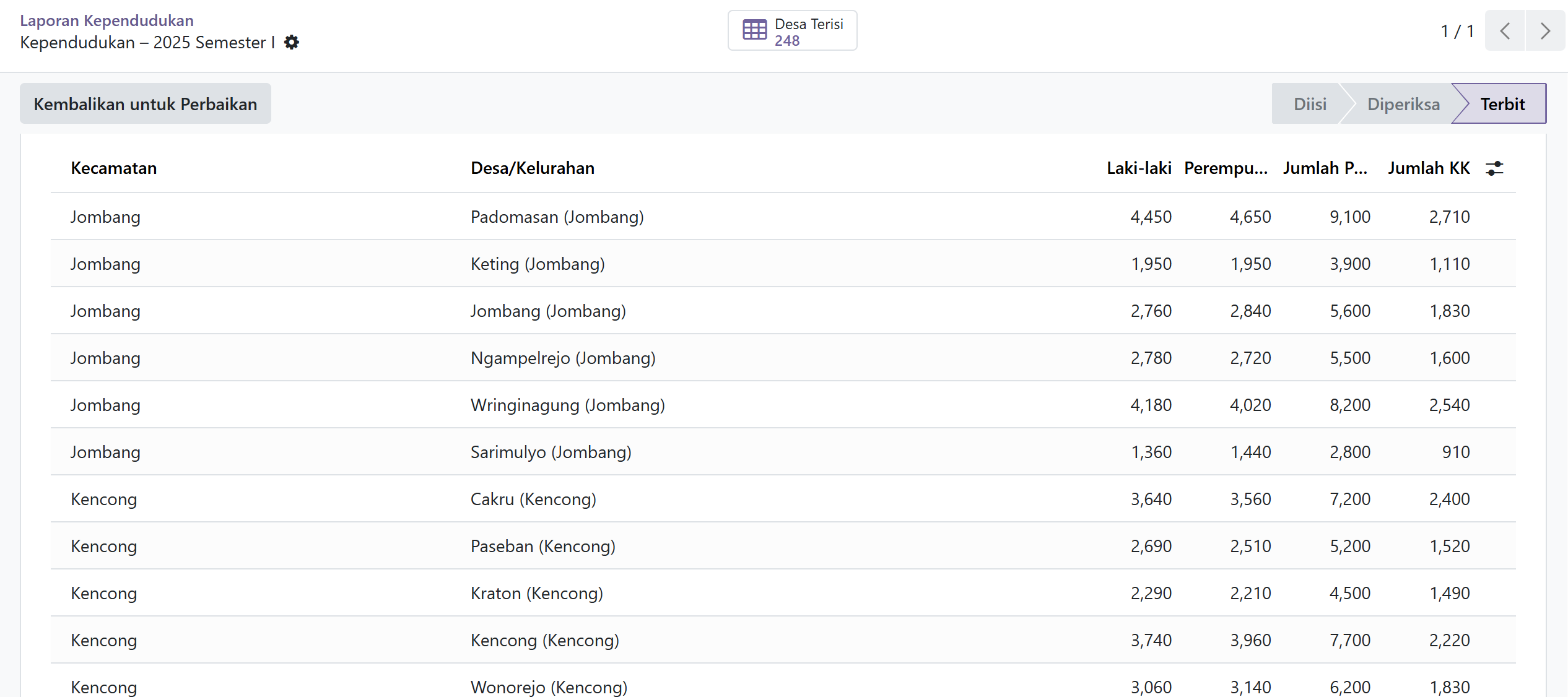 Laporan Kependudukan
Kependudukan – 2025 Semester I
Desa Terisi
248
1 / 1
Kembalikan untuk Perbaikan
Diisi Diperiksa Terbit
Kecamatan Desa/Kelurahan Laki-laki Perempu... Jumlah P... Jumlah KK
Jombang Padomasan (Jombang) 4,450 4,650 9,100 2,710
Jombang Keting (Jombang) 1,950 1,950 3,900 1,110
Jombang Jombang (Jombang) 2,760 2,840 5,600 1,830
Jombang Ngampelrejo (Jombang) 2,780 2,720 5,500 1,600
Jombang Wringinagung (Jombang) 4,180 4,020 8,200 2,540
Jombang Sarimulyo (Jombang) 1,360 1,440 2,800 910
Kencong Cakru (Kencong) 3,640 3,560 7,200 2,400
Kencong Paseban (Kencong) 2,690 2,510 5,200 1,520
Kencong Kraton (Kencong) 2,290 2,210 4,500 1,490
Kencong Kencong (Kencong) 3,740 3,960 7,700 2,220
Kencong Wonorejo (Kencong) 3,060 3,140 6,200 1,830